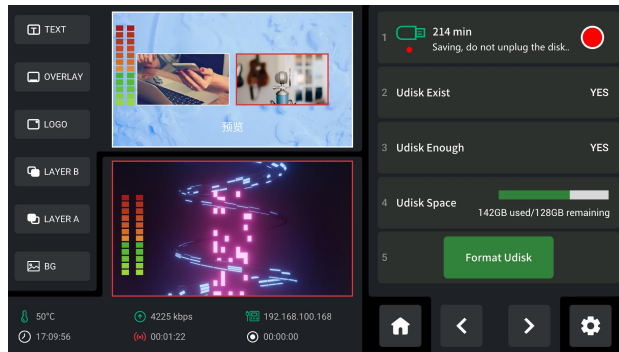 TEXT
OVERLAY
LOGO
LAYER B
LAYER A
BG
预览
50°C
4225 kbps
192.168.100.168
17:09:56
00:01:22
00:00:00
1
214 min
Saving, do not unplug the disk..
2 Udisk Exist YES
3 Udisk Enough YES
4 Udisk Space
142GB used/128GB remaining
5 Format Udisk